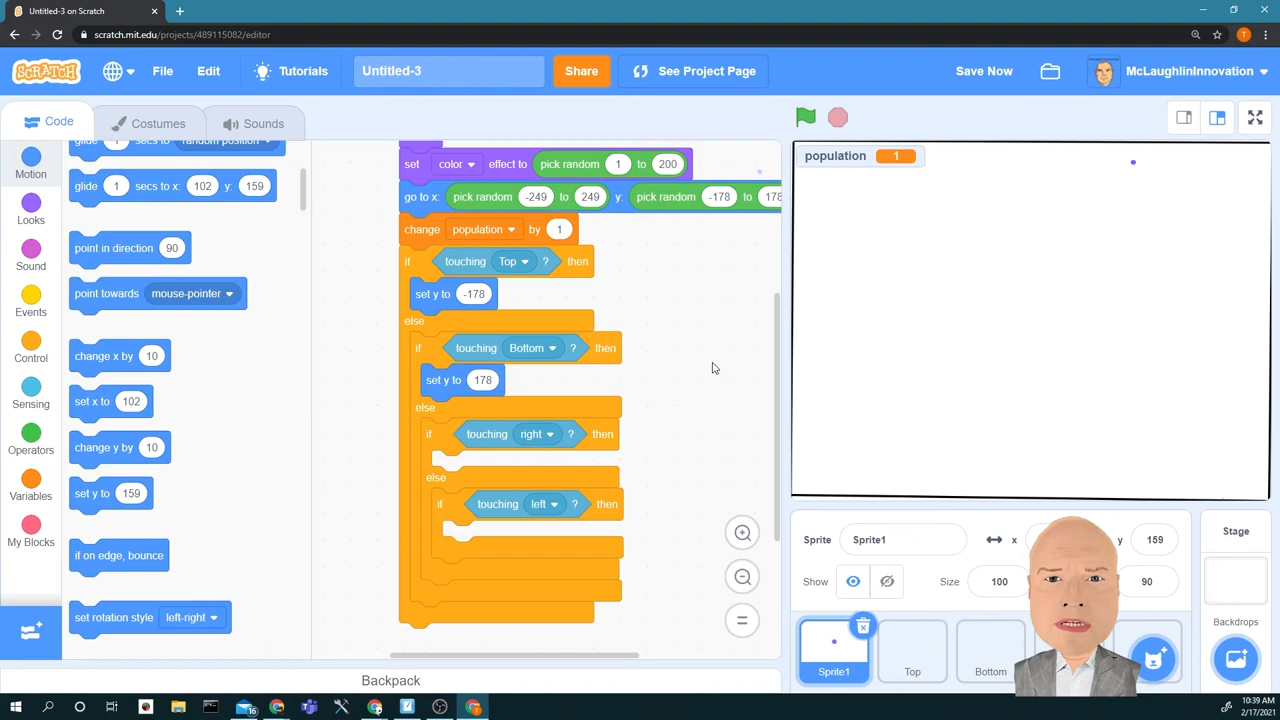 Untitled-3 on Scratch
scratch.mit.edu/projects/489115082/editor
T
SCRATCH
File
Edit
Tutorials
Untitled-3
Share
See Project Page
Save Now
McLaughlinInnovation
Code
Costumes
Sounds
Motion
Looks
Sound
Events
Control
Sensing
Operators
Variables
My Blocks
glide 1 secs to random position
glide 1 secs to x: 102 y: 159
point in direction 90
point towards mouse-pointer
change x by 10
set x to 102
change y by 10
set y to 159
if on edge, bounce
set rotation style left-right
set color effect to pick random 1 to 200
go to x: pick random -249 to 249 y: pick random -178 to 178
change population by 1
if touching Top ? then
set y to -178
else
if touching Bottom ? then
set y to 178
else
if touching right ? then
else
if touching left ? then
Backpack
population 1
Sprite Sprite1 x y 159
Show Size 100 90
Sprite1
Top
Bottom
Stage
Backdrops
16
10:39 AM
2/17/2021